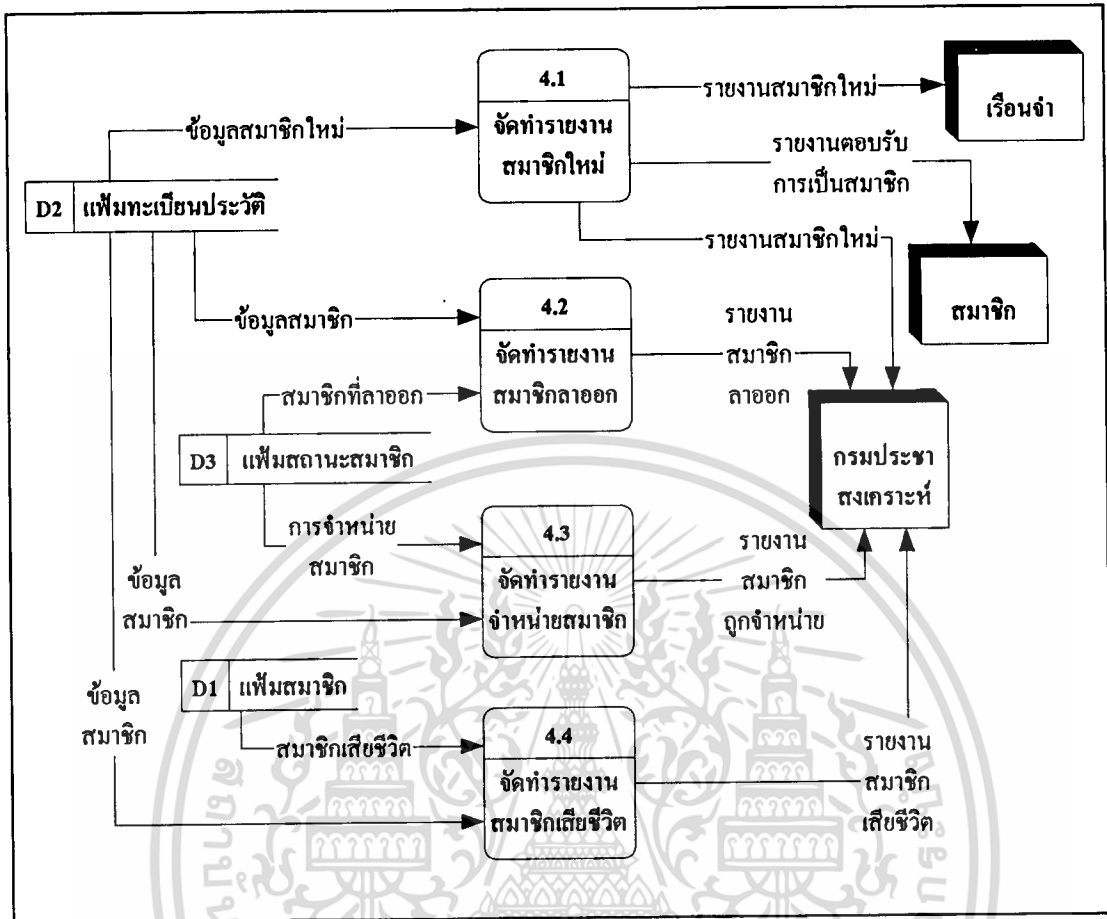 4.1
จัดทำรายงาน
สมาชิกใหม่
ข้อมูลสมาชิกใหม่
รายงานสมาชิกใหม่
เรือนจำ
รายงานตอบรับ
การเป็นสมาชิก
D2 แฟ้มทะเบียนประวัติ
รายงานสมาชิกใหม่
สมาชิก
4.2
จัดทำรายงาน
สมาชิกลาออก
ข้อมูลสมาชิก
รายงาน
สมาชิก
ลาออก
สมาชิกที่ลาออก
D3 แฟ้มสถานะสมาชิก
กรมประชา
สงเคราะห์
การจำหน่าย
สมาชิก
4.3
จัดทำรายงาน
จำหน่ายสมาชิก
รายงาน
สมาชิก
ถูกจำหน่าย
ข้อมูล
สมาชิก
D1 แฟ้มสมาชิก
ข้อมูล
สมาชิก
สมาชิกเสียชีวิต
4.4
จัดทำรายงาน
สมาชิกเสียชีวิต
รายงาน
สมาชิก
เสียชีวิต